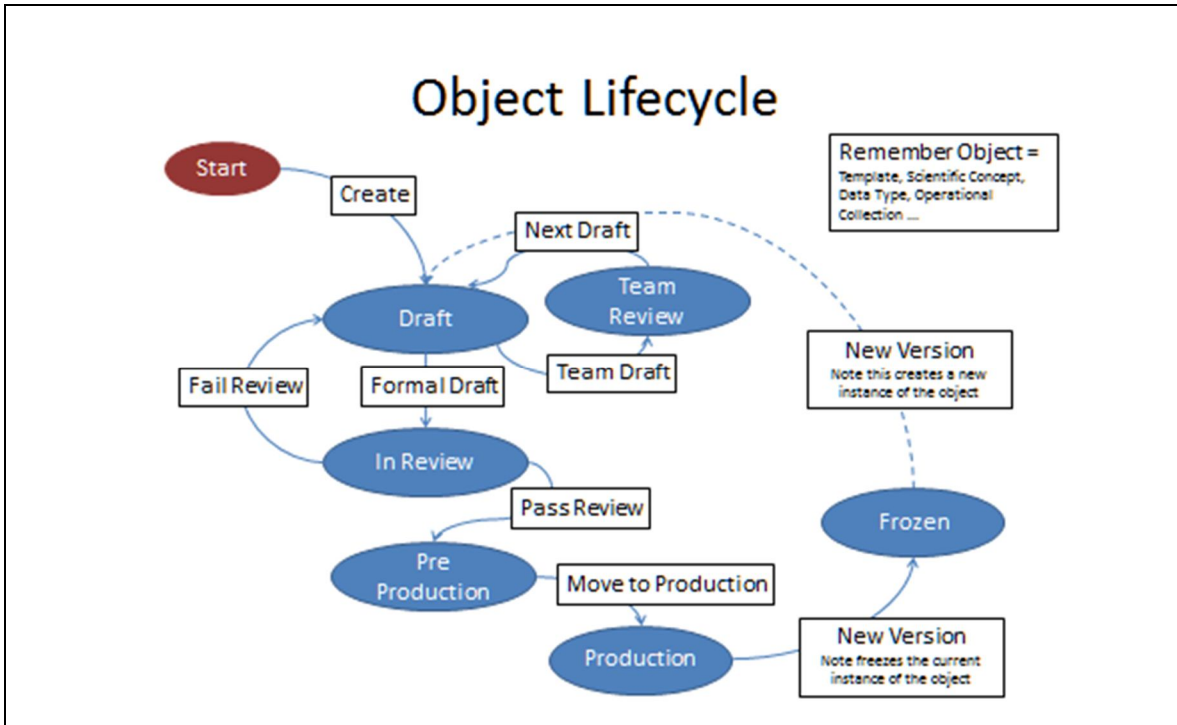 Object Lifecycle
Start
Remember Object =
Template, Scientific Concept,
Data Type, Operational
Collection ...
Create
Next Draft
Team
Review
Draft
New Version
Note this creates a new
instance of the object
Team Draft
Fail Review
Formal Draft
In Review
Pass Review
Frozen
Pre
Production
Move to Production
New Version
Note freezes the current
instance of the object
Production